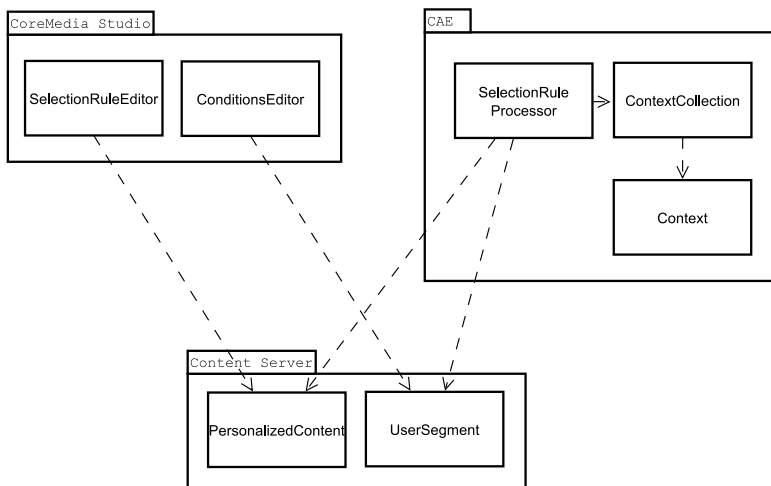 CoreMedia Studio
SelectionRuleEditor
ConditionsEditor
CAE
SelectionRule
Processor
ContextCollection
Context
Content Server
PersonalizedContent
UserSegment